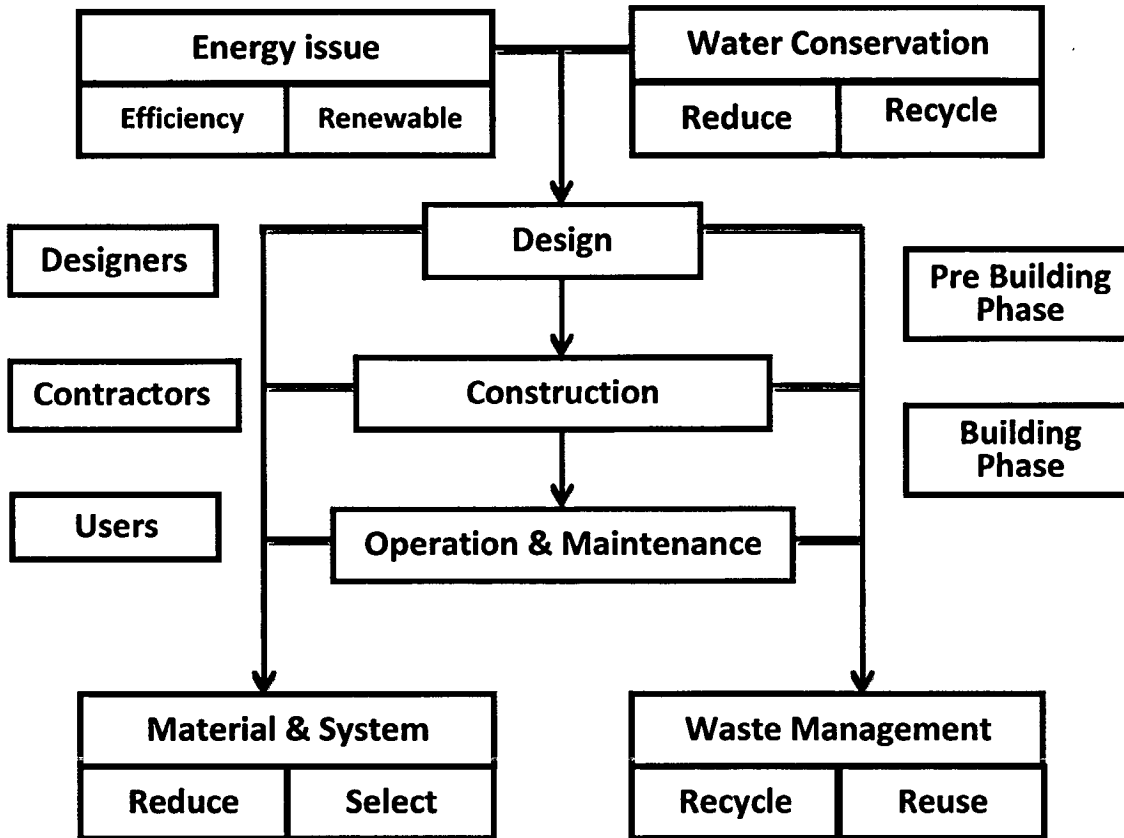 Energy issue
Water Conservation
Efficiency
Renewable
Reduce
Recycle
Design
Designers
Pre Building
Phase
Contractors
Construction
Building
Phase
Users
Operation & Maintenance
Material & System
Waste Management
Reduce
Select
Recycle
Reuse